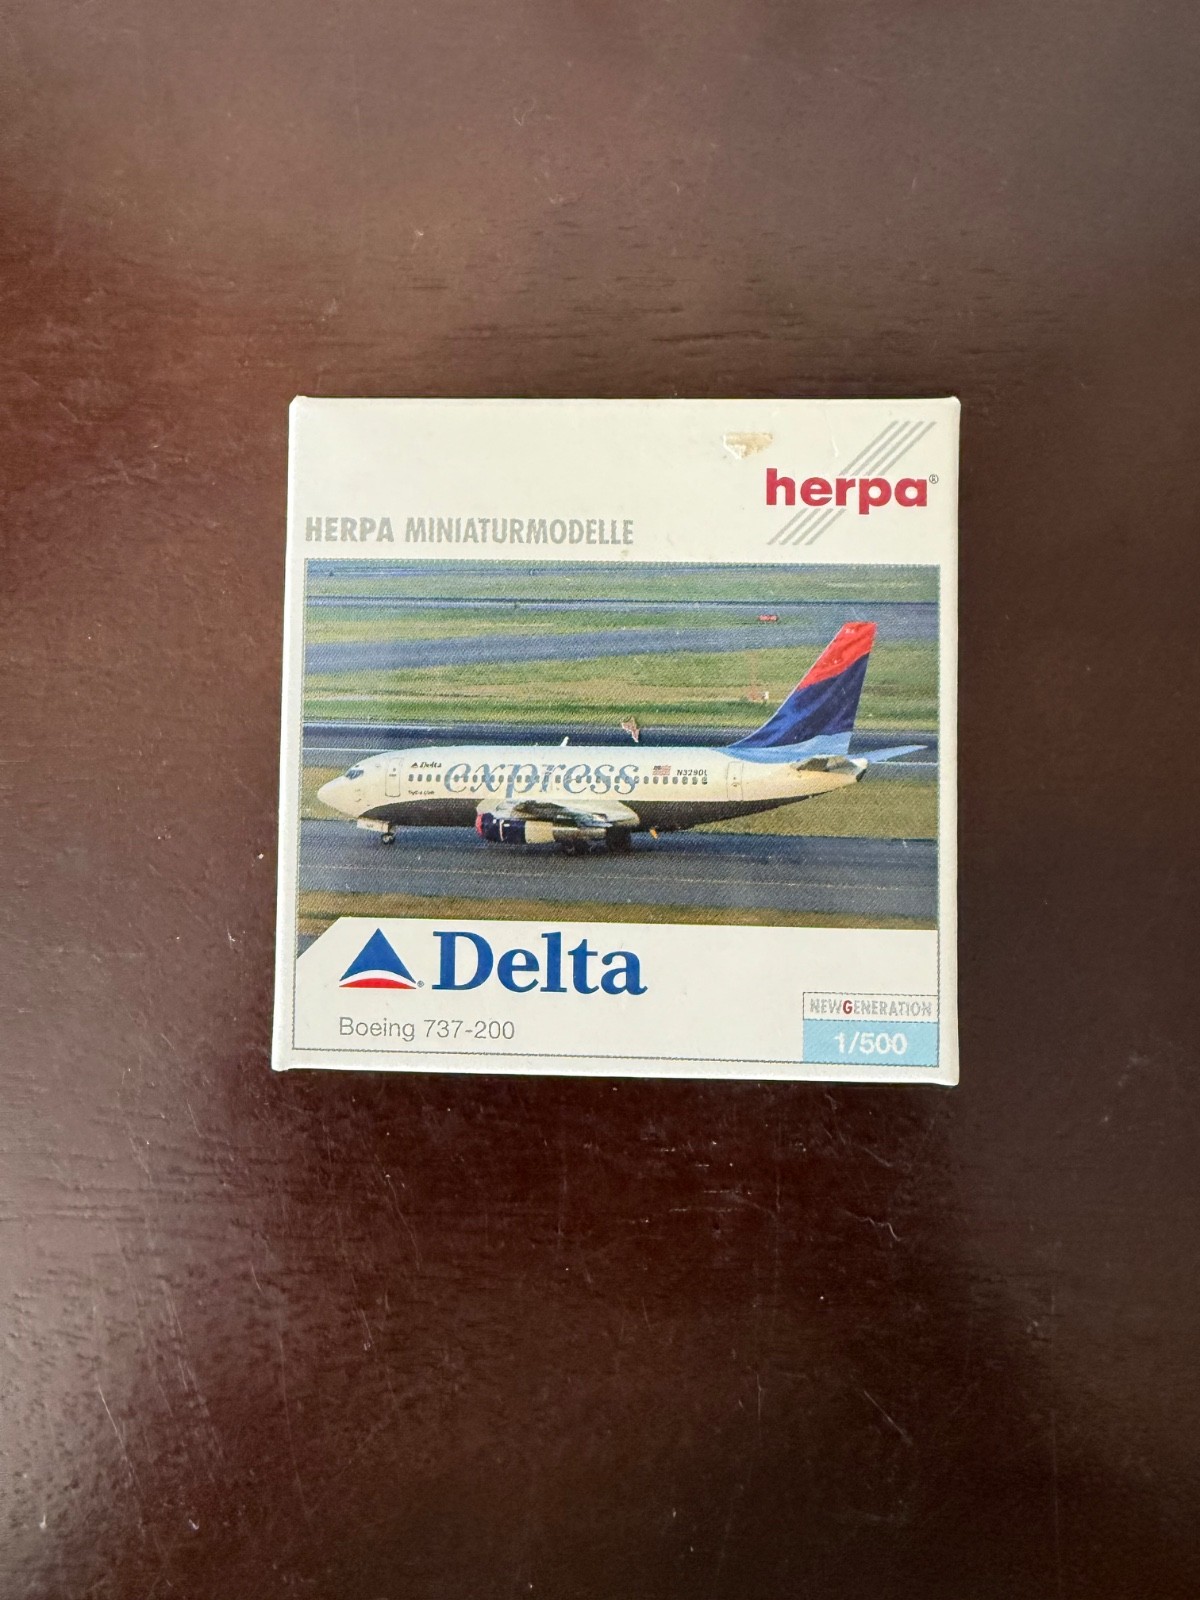 herpa®
HERPA MINIATURMODELLE
Delta
express
Delta®
Boeing 737-200
NEWGENERATION
1/500